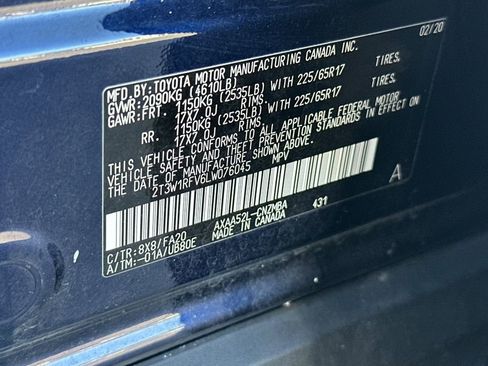 MFD.BY:TOYOTA MOTOR MANUFACTURING CANADA INC. 02/20
GVWR: 2090KG (4610LB)
GAWR: FRT. 1150KG (2535LB) WITH 225/65R17 TIRES.
17X7.0J RIMS.
RR. 1150KG (2535LB) WITH 225/65R17 TIRES.
17X7.0J RIMS.
THIS VEHICLE CONFORMS TO ALL APPLICABLE FEDERAL MOTOR
VEHICLE SAFETY AND THEFT PREVENTION STANDARDS IN EFFECT ON
THE DATE OF MANUFACTURE SHOWN ABOVE.
2T3W1RFV6LW076045 MPV A
C/TR:8X8/FA20 AXAA52L-CNZMBA 431
A/TM:-01A/UB80E MADE IN CANADA